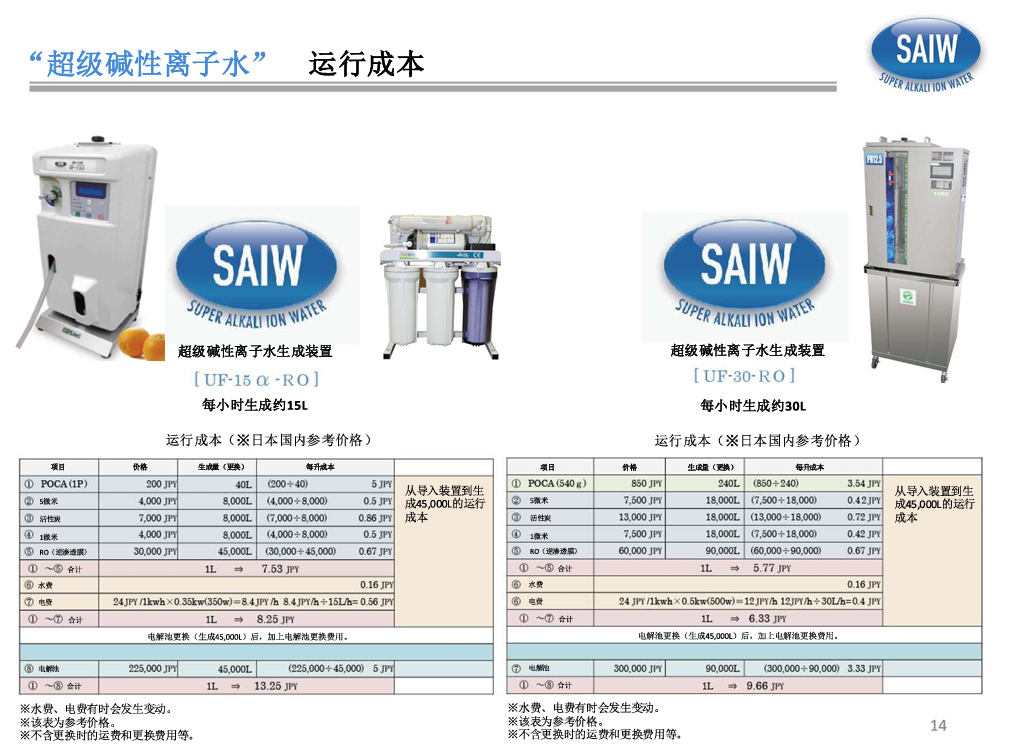 “超级碱性离子水” 运行成本
SAIW
SUPER ALKALI ION WATER
PH12.5
SAIW
SUPER ALKALI ION WATER
超级碱性离子水生成装置
[ UF-15 α -RO ]
每小时生成约15L
SAIW
SUPER ALKALI ION WATER
超级碱性离子水生成装置
[ UF-30-RO ]
每小时生成约30L
运行成本（※日本国内参考价格）
项目 价格 生成量（更换） 每升成本
① POCA (1P) 200 JPY 40L (200÷40) 5 JPY
② 5微米 4,000 JPY 8,000L (4,000÷8,000) 0.5 JPY
③ 活性炭 7,000 JPY 8,000L (7,000÷8,000) 0.86 JPY
④ 1微米 4,000 JPY 8,000L (4,000÷8,000) 0.5 JPY
⑤ RO（逆渗透膜） 30,000 JPY 45,000L (30,000÷45,000) 0.67 JPY
① ～⑤ 合计 1L ⇒ 7.53 JPY
⑥ 水费 0.16 JPY
⑦ 电费 24JPY /1kwh×0.35kw(350w)=8.4JPY /h 8.4JPY/h÷15L/h= 0.56 JPY
① ～⑦ 合计 1L ⇒ 8.25 JPY
从导入装置到生
成45,000L的运行
成本
电解池更换（生成45,000L）后，加上电解池更换费用。
⑧ 电解池 225,000 JPY 45,000L (225,000÷45,000) 5 JPY
① ～⑧ 合计 1L ⇒ 13.25 JPY
※水费、电费有时会发生变动。
※该表为参考价格。
※不含更换时的运费和更换费用等。
运行成本（※日本国内参考价格）
项目 价格 生成量（更换） 每升成本
① POCA (540 g ) 850 JPY 240L (850÷240) 3.54 JPY
② 5微米 7,500 JPY 18,000L (7,500÷18,000) 0.42JPY
③ 活性炭 13,000 JPY 18,000L (13,000÷18,000) 0.72 JPY
④ 1微米 7,500 JPY 18,000L (7,500÷18,000) 0.42 JPY
⑤ RO（逆渗透膜） 60,000 JPY 90,000L (60,000÷90,000) 0.67 JPY
① ～⑤ 合计 1L ⇒ 5.77 JPY
⑥ 水费 0.16 JPY
⑥ 电费 24 JPY /1kwh×0.5kw(500w)=12JPY/h 12JPY/h÷30L/h=0.4 JPY
① ～⑦ 合计 1L ⇒ 6.33 JPY
从导入装置到生
成45,000L的运行
成本
电解池更换（生成45,000L）后，加上电解池更换费用。
⑦ 电解池 300,000 JPY 90,000L (300,000÷90,000) 3.33 JPY
① ～⑧ 合计 1L ⇒ 9.66 JPY
※水费、电费有时会发生变动。
※该表为参考价格。
※不含更换时的运费和更换费用等。
14